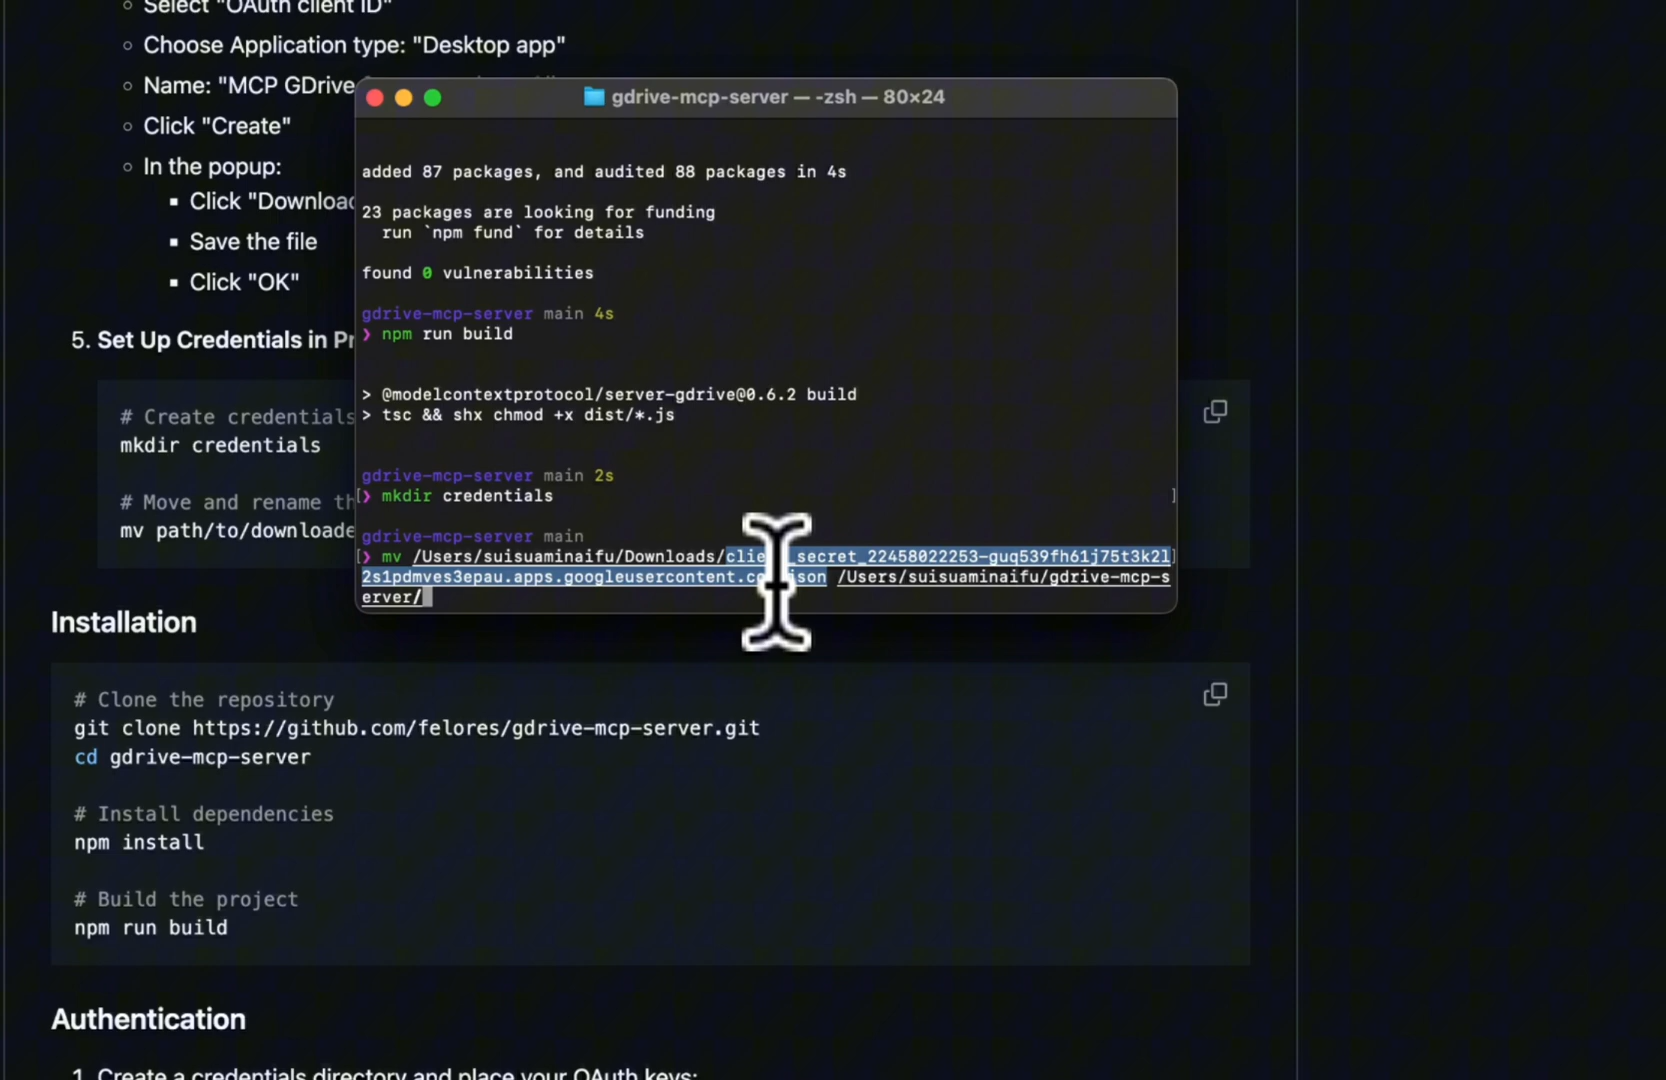 Select "OAuth client ID"
Choose Application type: "Desktop app"
Name: "MCP GDrive
Click "Create"
In the popup:
Click "Download
Save the file
Click "OK"
5. Set Up Credentials in Pr
# Create credentials
mkdir credentials
# Move and rename th
mv path/to/downloade
gdrive-mcp-server — -zsh — 80×24
added 87 packages, and audited 88 packages in 4s
23 packages are looking for funding
run `npm fund` for details
found 0 vulnerabilities
gdrive-mcp-server main 4s
❯ npm run build
> @modelcontextprotocol/server-gdrive@0.6.2 build
> tsc && shx chmod +x dist/*.js
gdrive-mcp-server main 2s
[❯ mkdir credentials ]
gdrive-mcp-server main
[❯ mv /Users/suisuaminaifu/Downloads/clie _secret_22458022253-guq539fh61j75t3k2l]
2s1pdmves3epau.apps.googleusercontent.co json /Users/suisuaminaifu/gdrive-mcp-s
erver/
Installation
# Clone the repository
git clone https://github.com/felores/gdrive-mcp-server.git
cd gdrive-mcp-server
# Install dependencies
npm install
# Build the project
npm run build
Authentication
1. Create a credentials directory and place your OAuth keys: